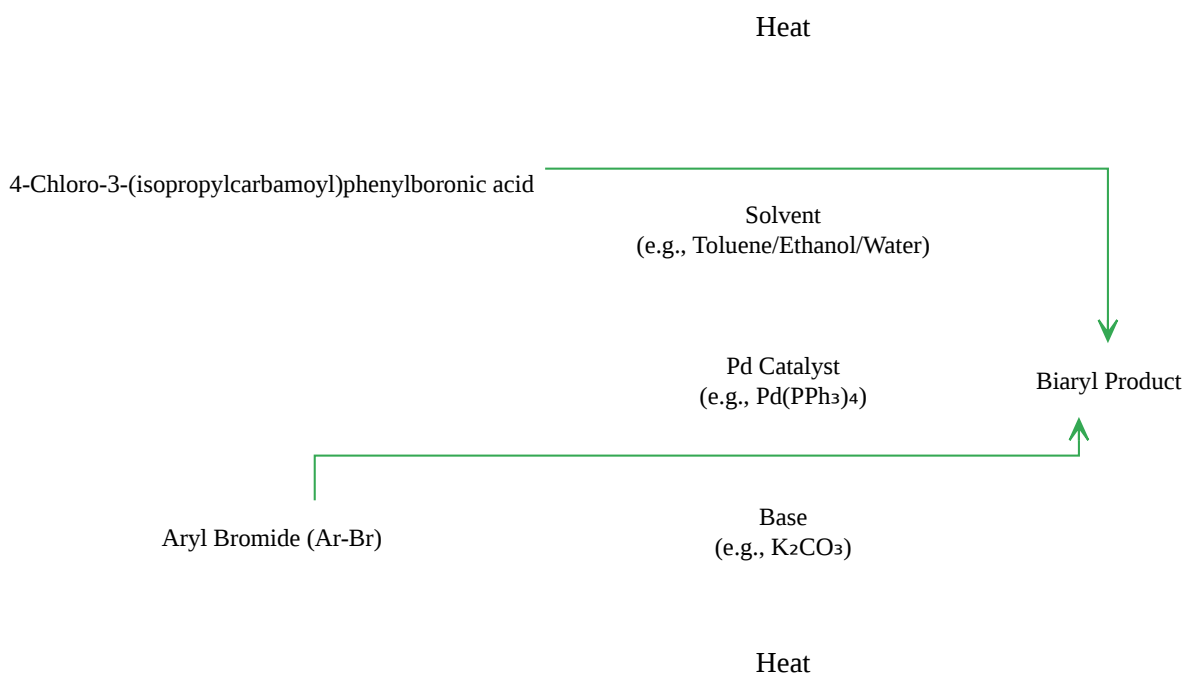 Heat
4-Chloro-3-(isopropylcarbamoyl)phenylboronic acid
Solvent
(e.g., Toluene/Ethanol/Water)
Pd Catalyst
(e.g., Pd(PPh₃)₄)
Biaryl Product
Aryl Bromide (Ar-Br)
Base
(e.g., K₂CO₃)
Heat